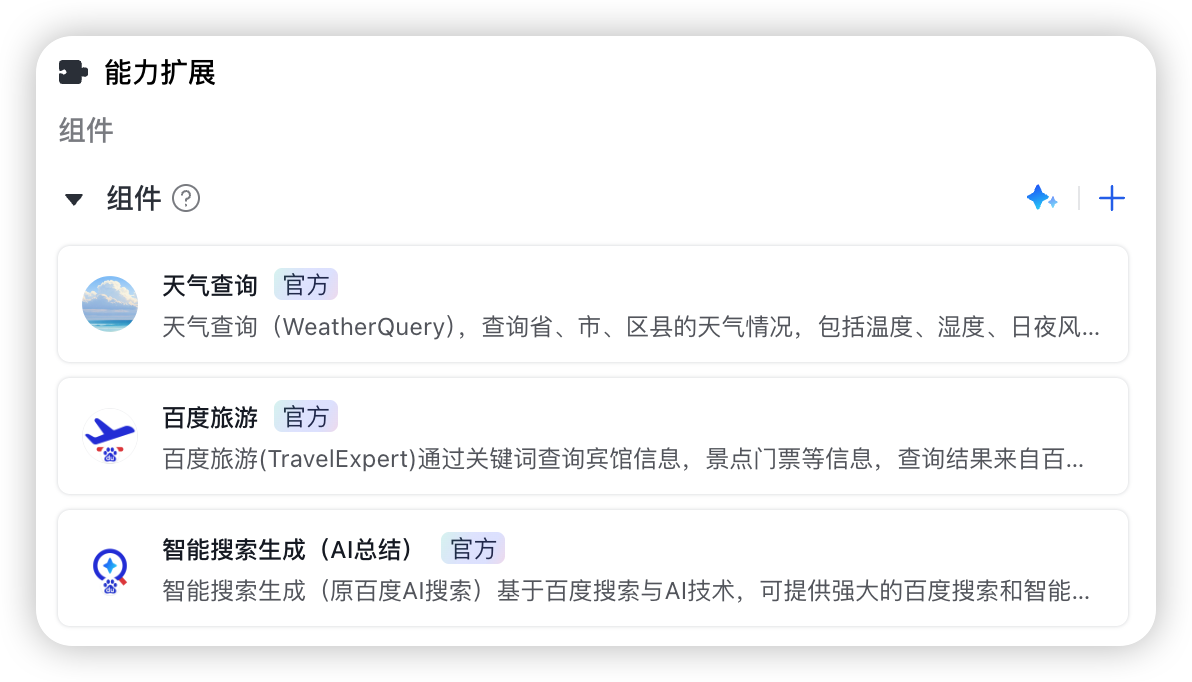 能力扩展
组件
组件 ?
天气查询 官方
天气查询（WeatherQuery），查询省、市、区县的天气情况，包括温度、湿度、日夜风...
百度旅游 官方
百度旅游(TravelExpert)通过关键词查询宾馆信息，景点门票等信息，查询结果来自百...
智能搜索生成（AI总结） 官方
智能搜索生成（原百度AI搜索）基于百度搜索与AI技术，可提供强大的百度搜索和智能...